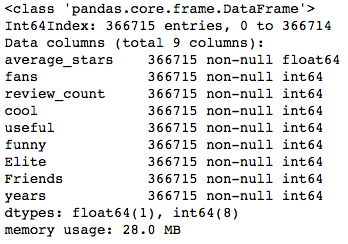 <class 'pandas.core.frame.DataFrame'>
Int64Index: 366715 entries, 0 to 366714
Data columns (total 9 columns):
average_stars    366715 non-null float64
fans             366715 non-null int64
review_count     366715 non-null int64
cool             366715 non-null int64
useful           366715 non-null int64
funny            366715 non-null int64
Elite            366715 non-null int64
Friends          366715 non-null int64
years            366715 non-null int64
dtypes: float64(1), int64(8)
memory usage: 28.0 MB